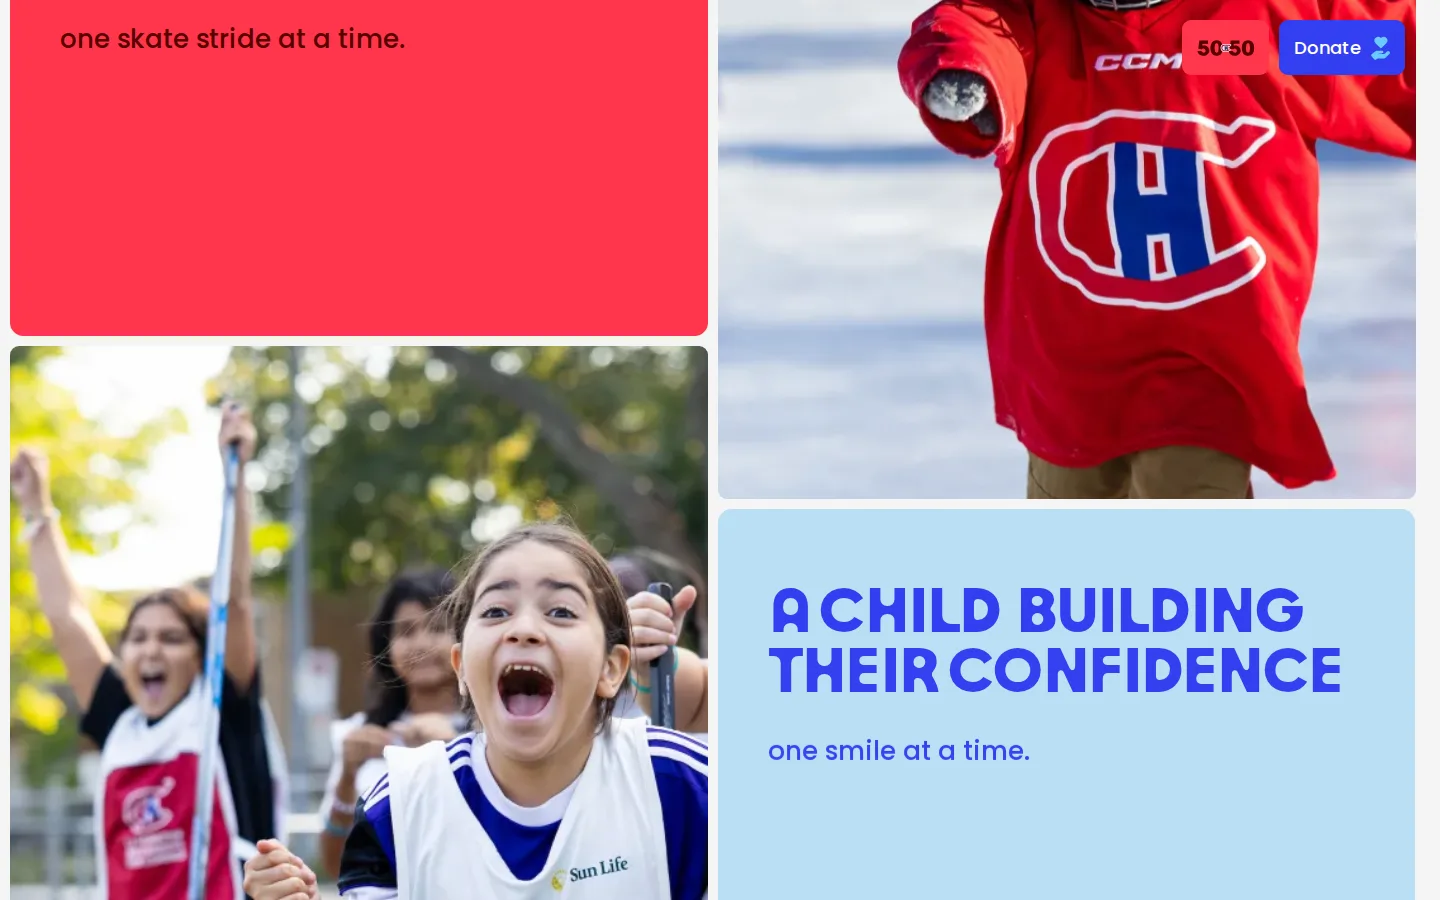 one skate stride at a time.
CCM
50 50
Donate
CH
A CHILD BUILDING
THEIR CONFIDENCE
one smile at a time.
Sun Life